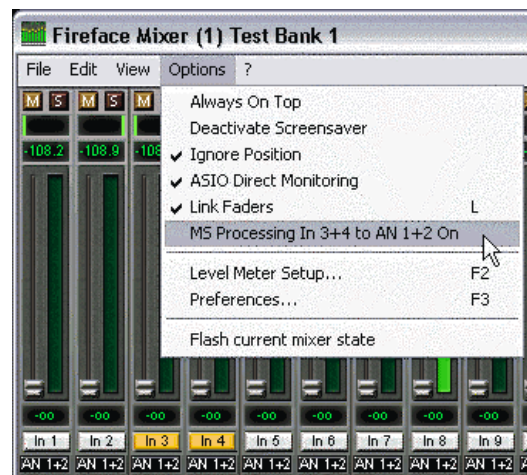 Fireface Mixer (1) Test Bank 1
File Edit View Options ?
M S M S M
Always On Top
Deactivate Screensaver
-108.2 -108.9 -108
✔ Ignore Position
✔ ASIO Direct Monitoring
✔ Link Faders L
MS Processing In 3+4 to AN 1+2 On
Level Meter Setup... F2
Preferences... F3
Flash current mixer state
-oo -oo -oo -oo -oo -oo -oo -oo -oo
In 1 In 2 In 3 In 4 In 5 In 6 In 7 In 8 In 9
AN 1+2 AN 1+2 AN 1+2 AN 1+2 AN 1+2 AN 1+2 AN 1+2 AN 1+2 AN 1+2